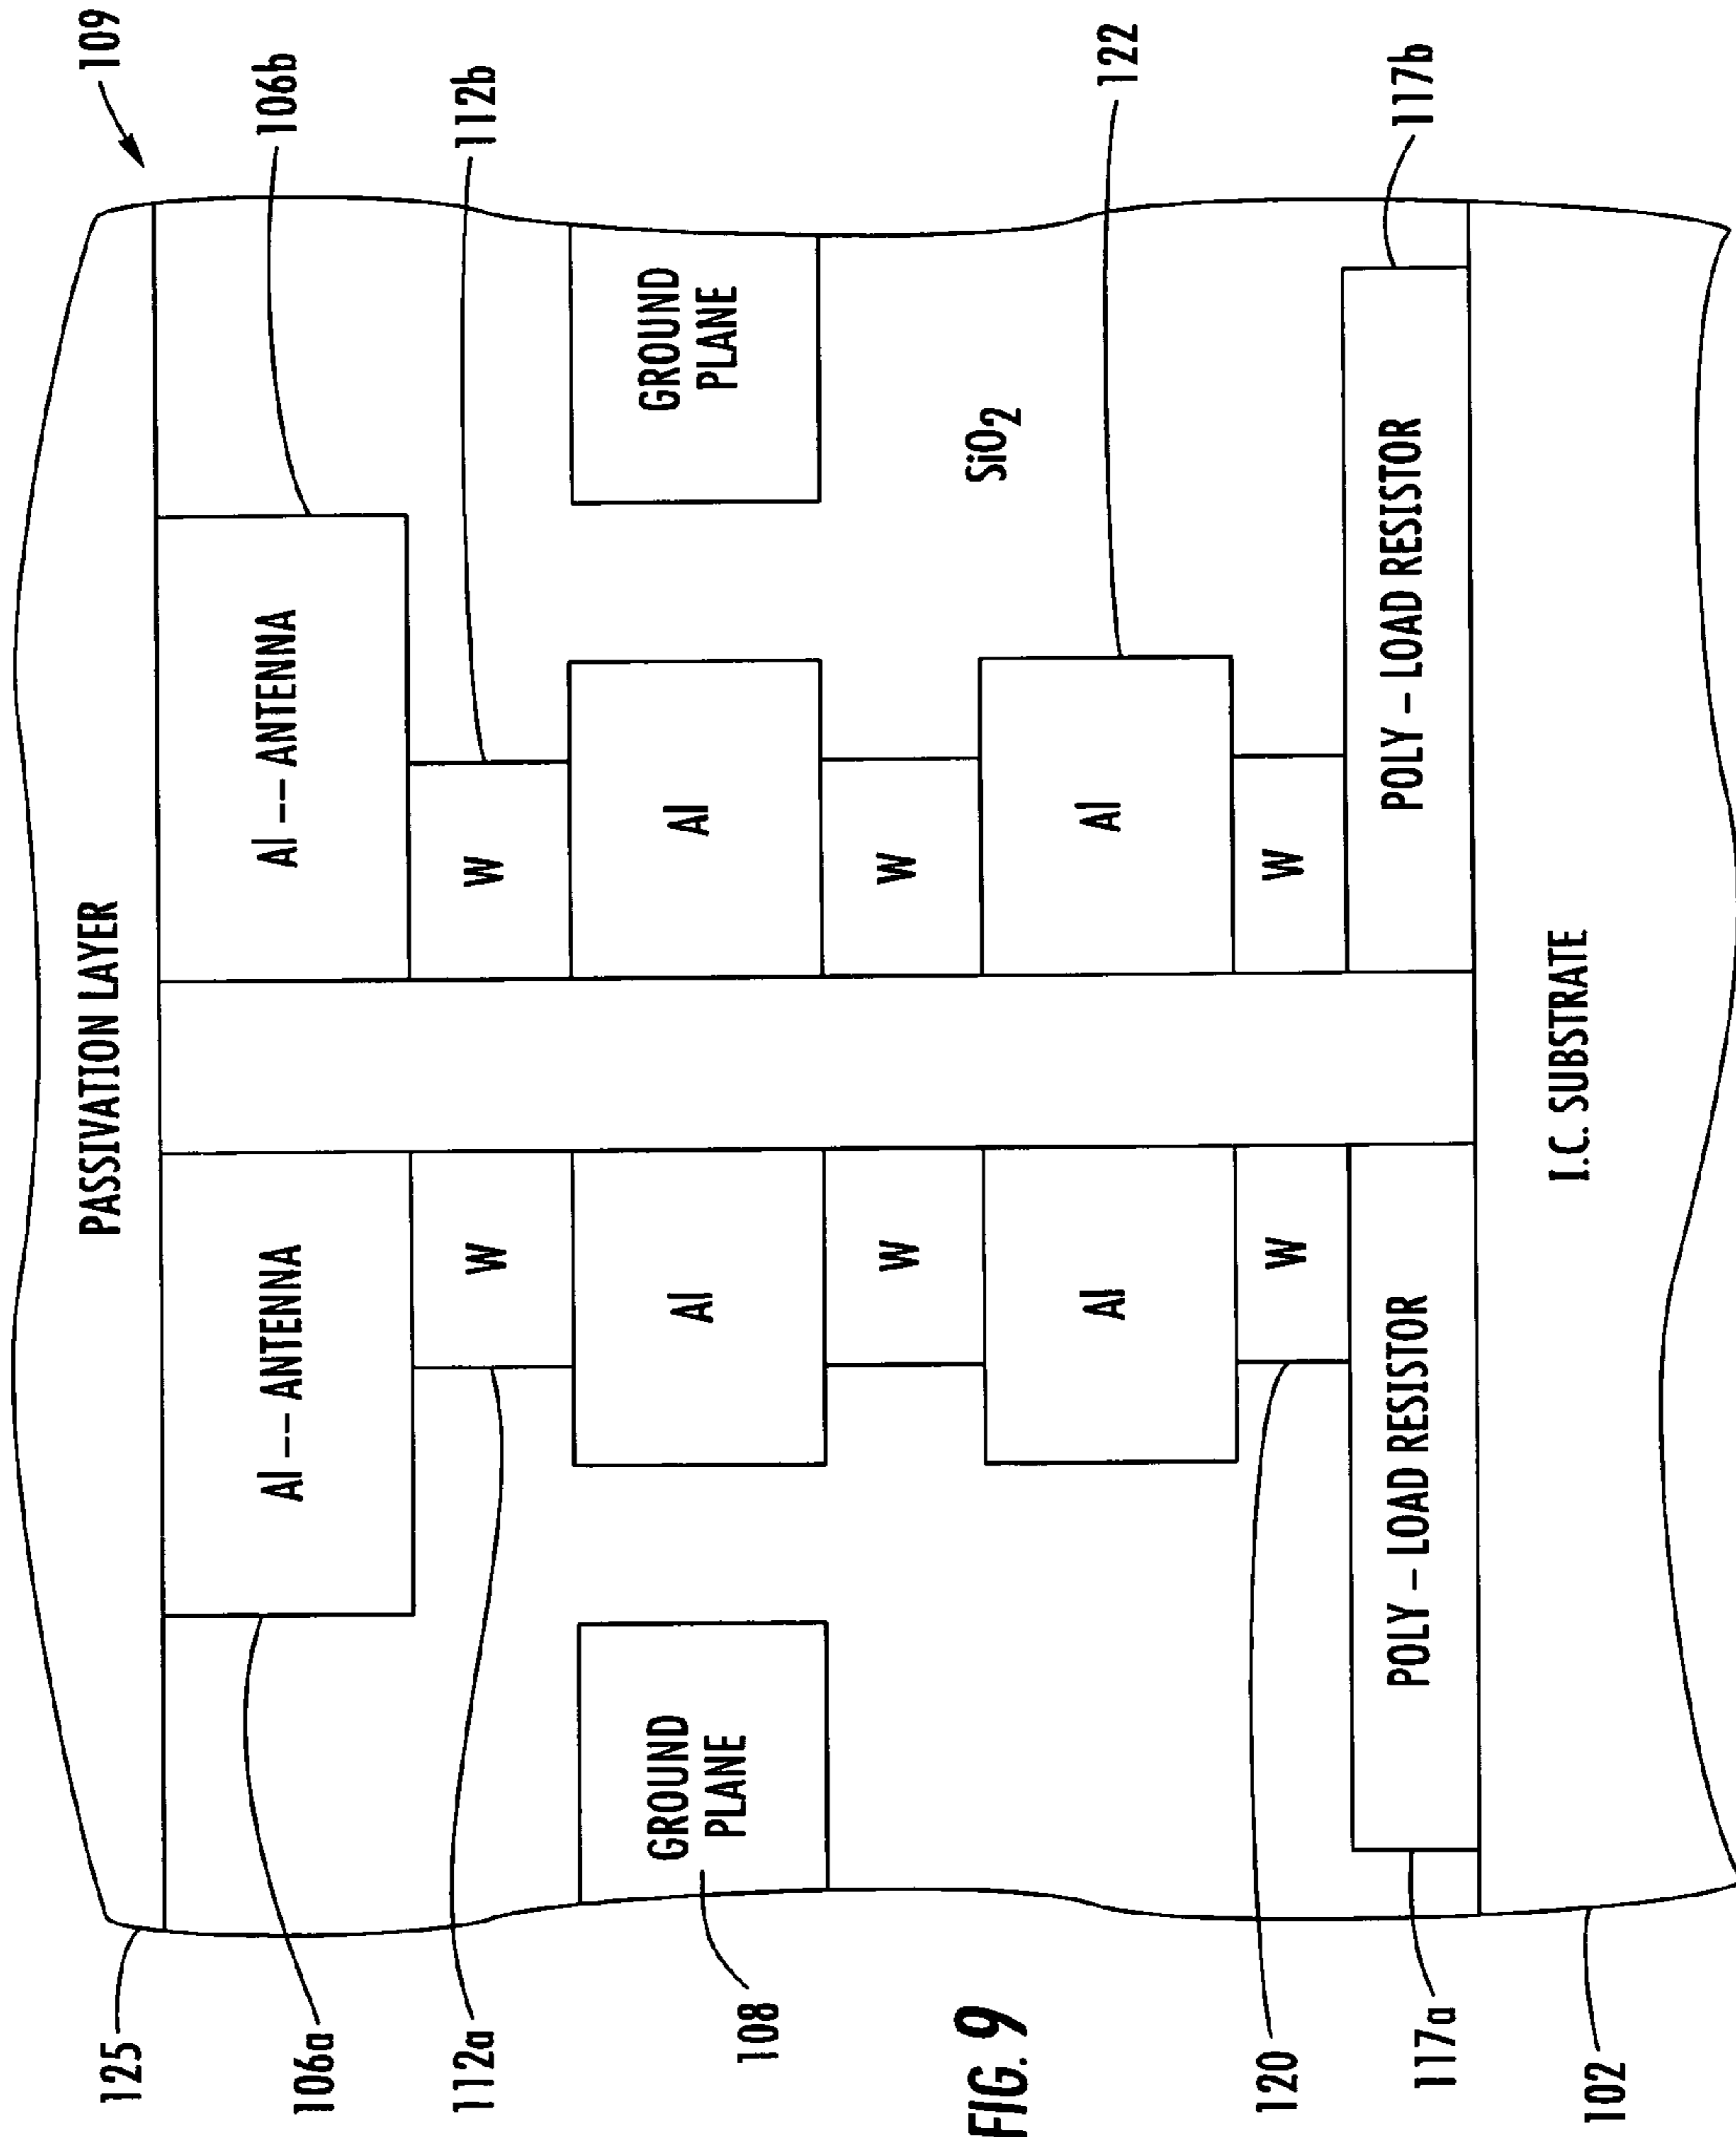 109
PASSIVATION LAYER
125
106a
Al -- ANTENNA
Al -- ANTENNA
106b
112a
W
W
112b
108
GROUND
PLANE
Al
Al
GROUND
PLANE
W
W
SiO2
Al
Al
122
120
W
W
117a
POLY – LOAD RESISTOR
POLY – LOAD RESISTOR
117b
102
I.C. SUBSTRATE
FIG. 9